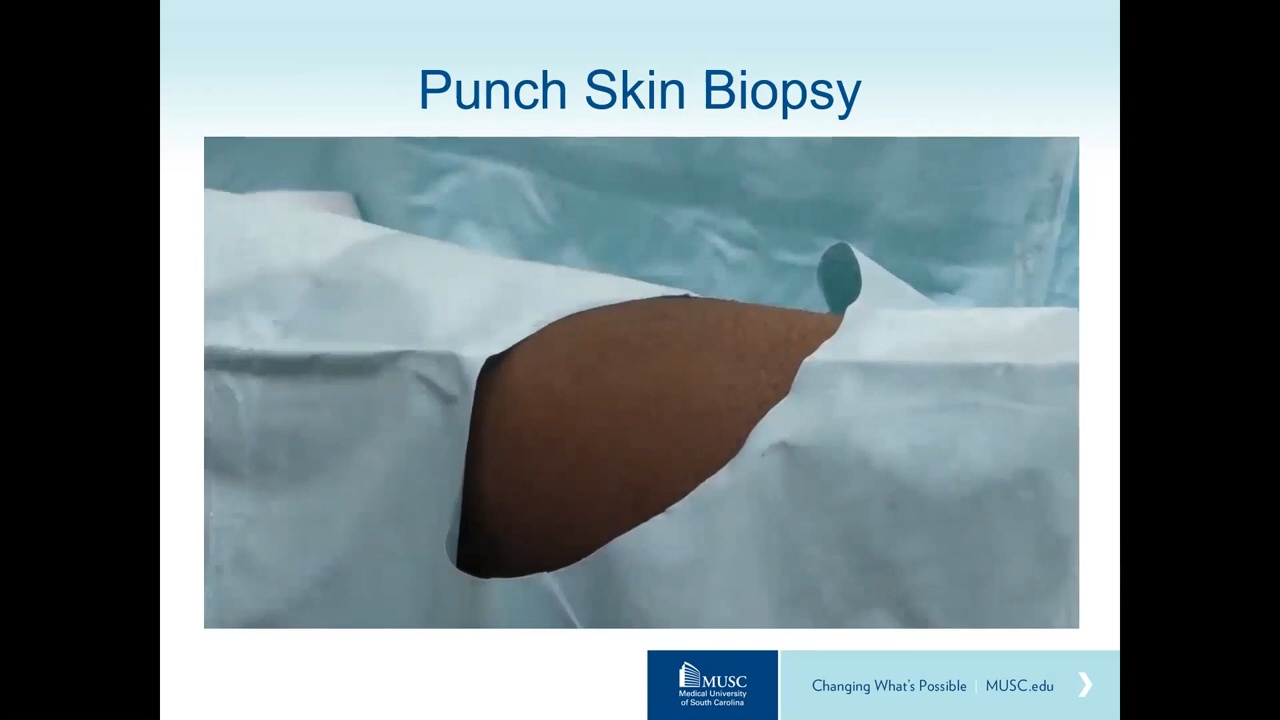 Punch Skin Biopsy
MUSC
Medical University
of South Carolina
Changing What's Possible | MUSC.edu